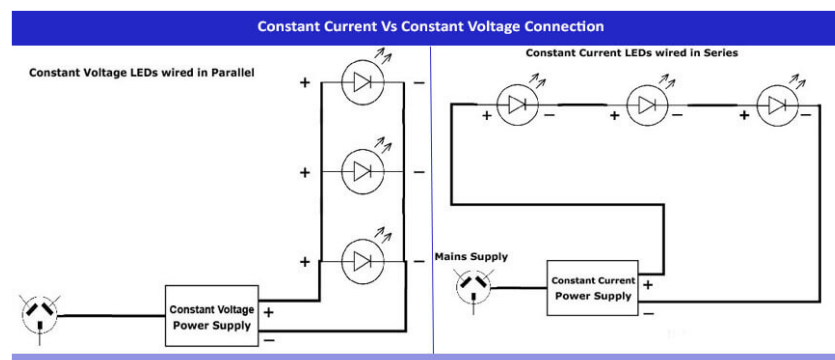 Constant Current Vs Constant Voltage Connection
Constant Voltage LEDs wired in Parallel
+ −
+ −
+ −
Constant Voltage
Power Supply
+
−
Constant Current LEDs wired in Series
+ − + − + −
Mains Supply
Constant Current
Power Supply
+
−